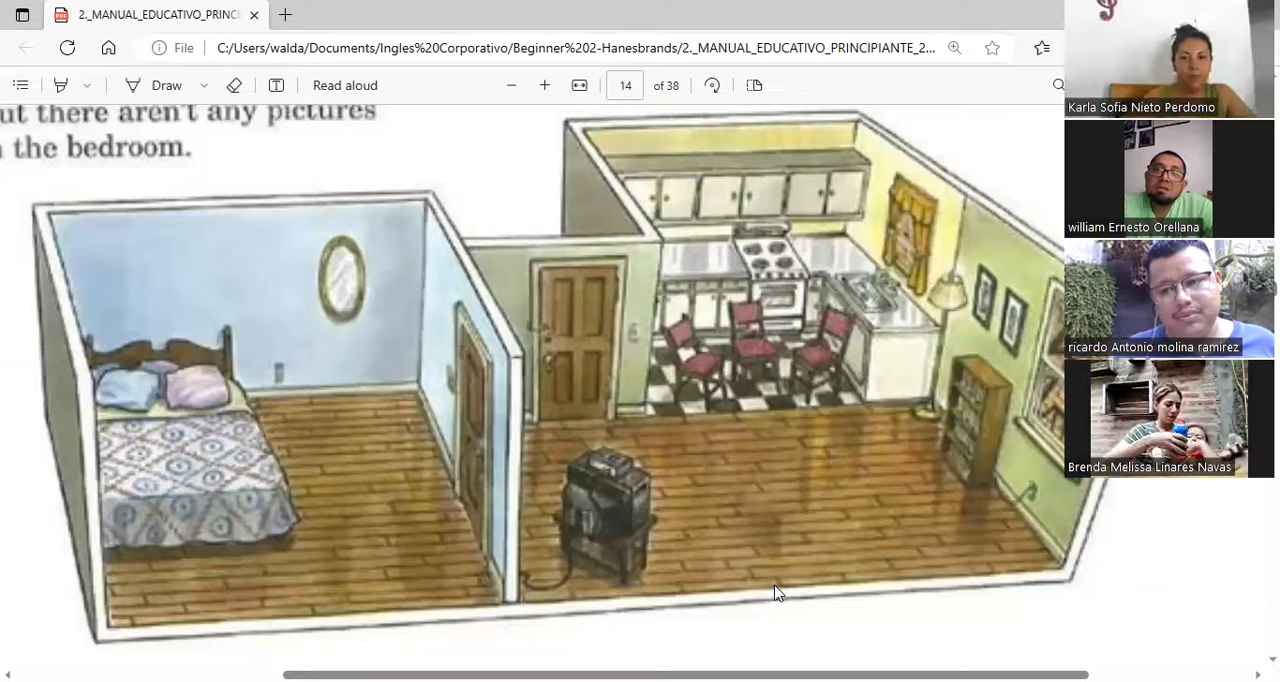 2._MANUAL_EDUCATIVO_PRINCI
File
C:/Users/walda/Documents/Ingles%20Corporativo/Beginner%202-Hanesbrands/2._MANUAL_EDUCATIVO_PRINCIPIANTE_2...
Draw
Read aloud
14
of 38
ut there aren't any pictures
the bedroom.
Karla Sofia Nieto Perdomo
william Ernesto Orellana
ricardo Antonio molina ramirez
Brenda Melissa Linares Navas